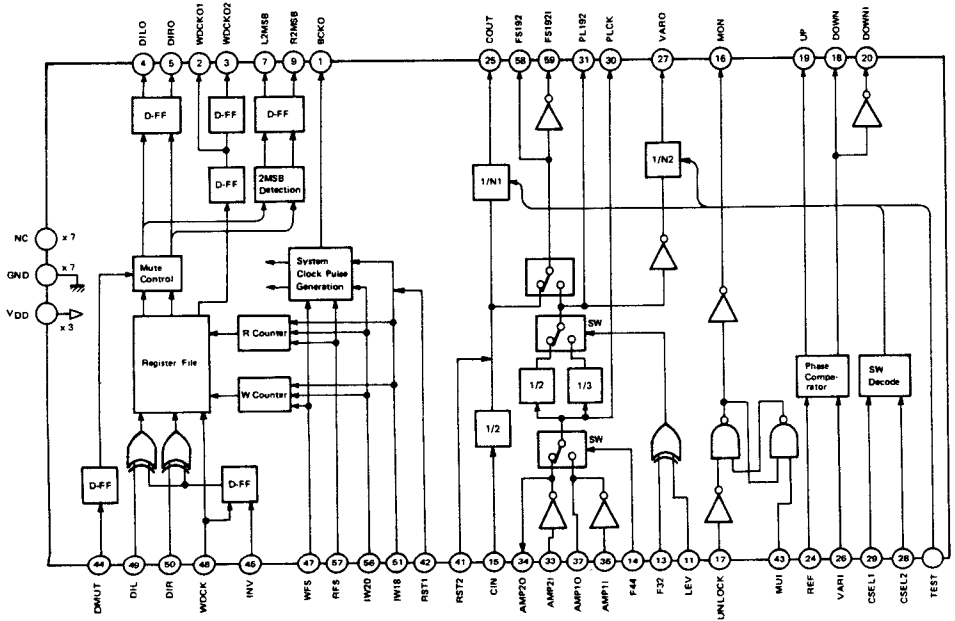 DILO
DIRO
WDCKO1
WDCKO2
L2MSB
R2MSB
BCKO
COUT
FS192
FS192I
PL192
PLCK
VARO
MON
UP
DOWN
DOWNI
4
5
2
3
7
9
1
25
58
59
31
30
27
16
19
18
20
D-FF
D-FF
D-FF
D-FF
2MSB
Detection
1/N1
1/N2
NC
x 7
GND
x 7
VDD
x 3
Mute
Control
System
Clock Pulse
Generation
SW
Register File
R Counter
W Counter
1/2
1/3
Phase
Compe-
rator
SW
Decode
1/2
SW
D-FF
D-FF
44
49
50
48
45
47
57
56
51
42
41
15
34
33
37
36
14
13
11
17
43
24
26
29
28
DMUT
DIL
DIR
WDCK
INV
WFS
RFS
IW20
IW18
RST1
RST2
CIN
AMP2O
AMP2I
AMP1O
AMP1I
F44
F32
LEV
UNLOCK
MUI
REF
VARI
CSEL1
CSEL2
TEST